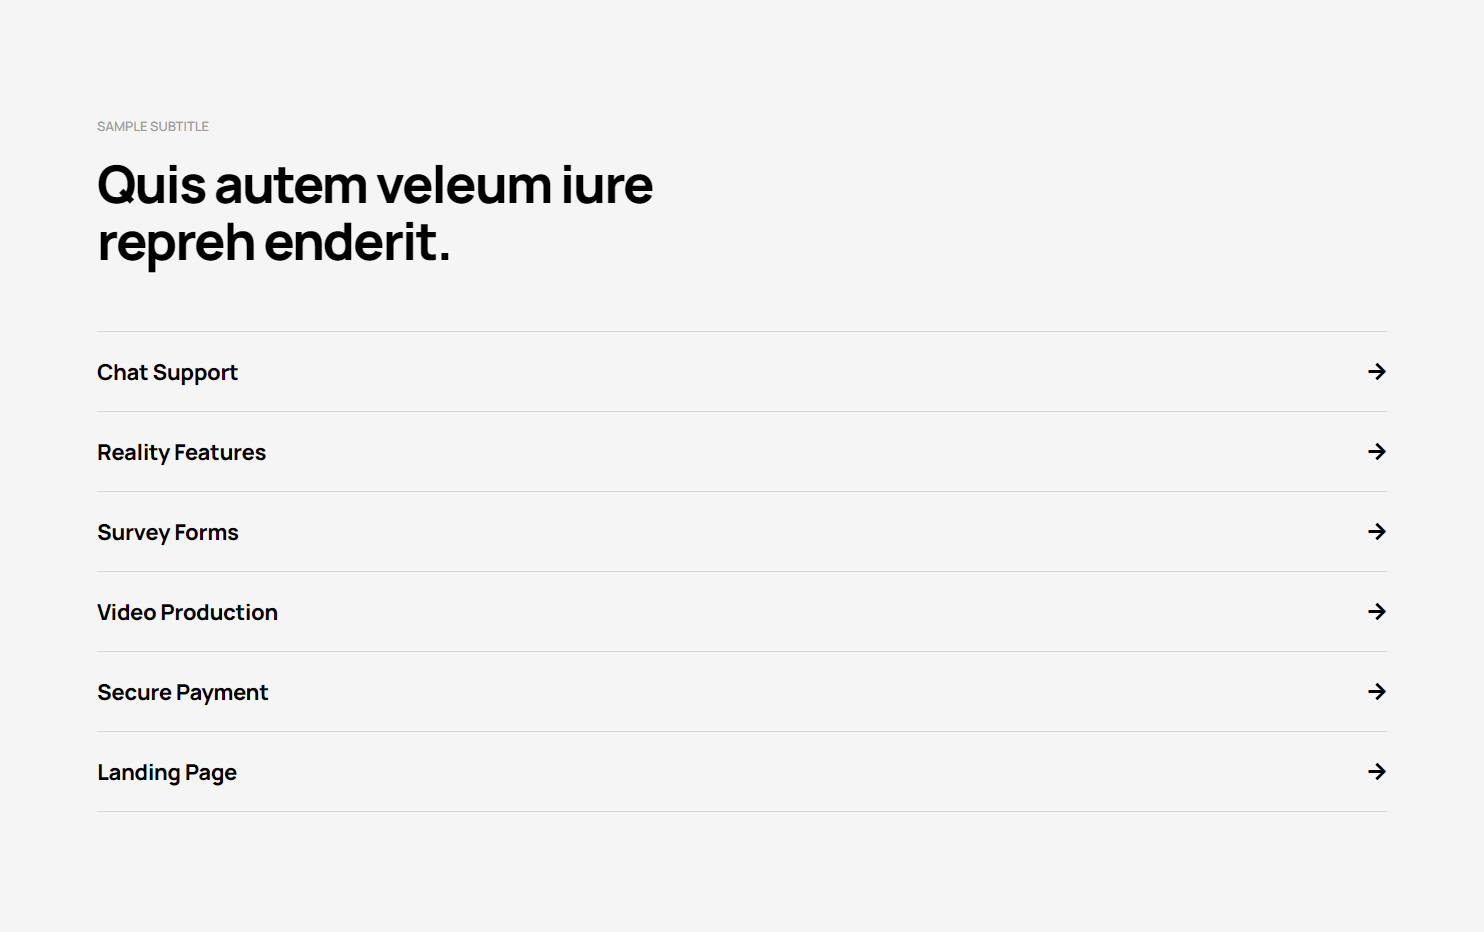 SAMPLE SUBTITLE
Quis autem veleum iure
repreh enderit.
Chat Support
Reality Features
Survey Forms
Video Production
Secure Payment
Landing Page